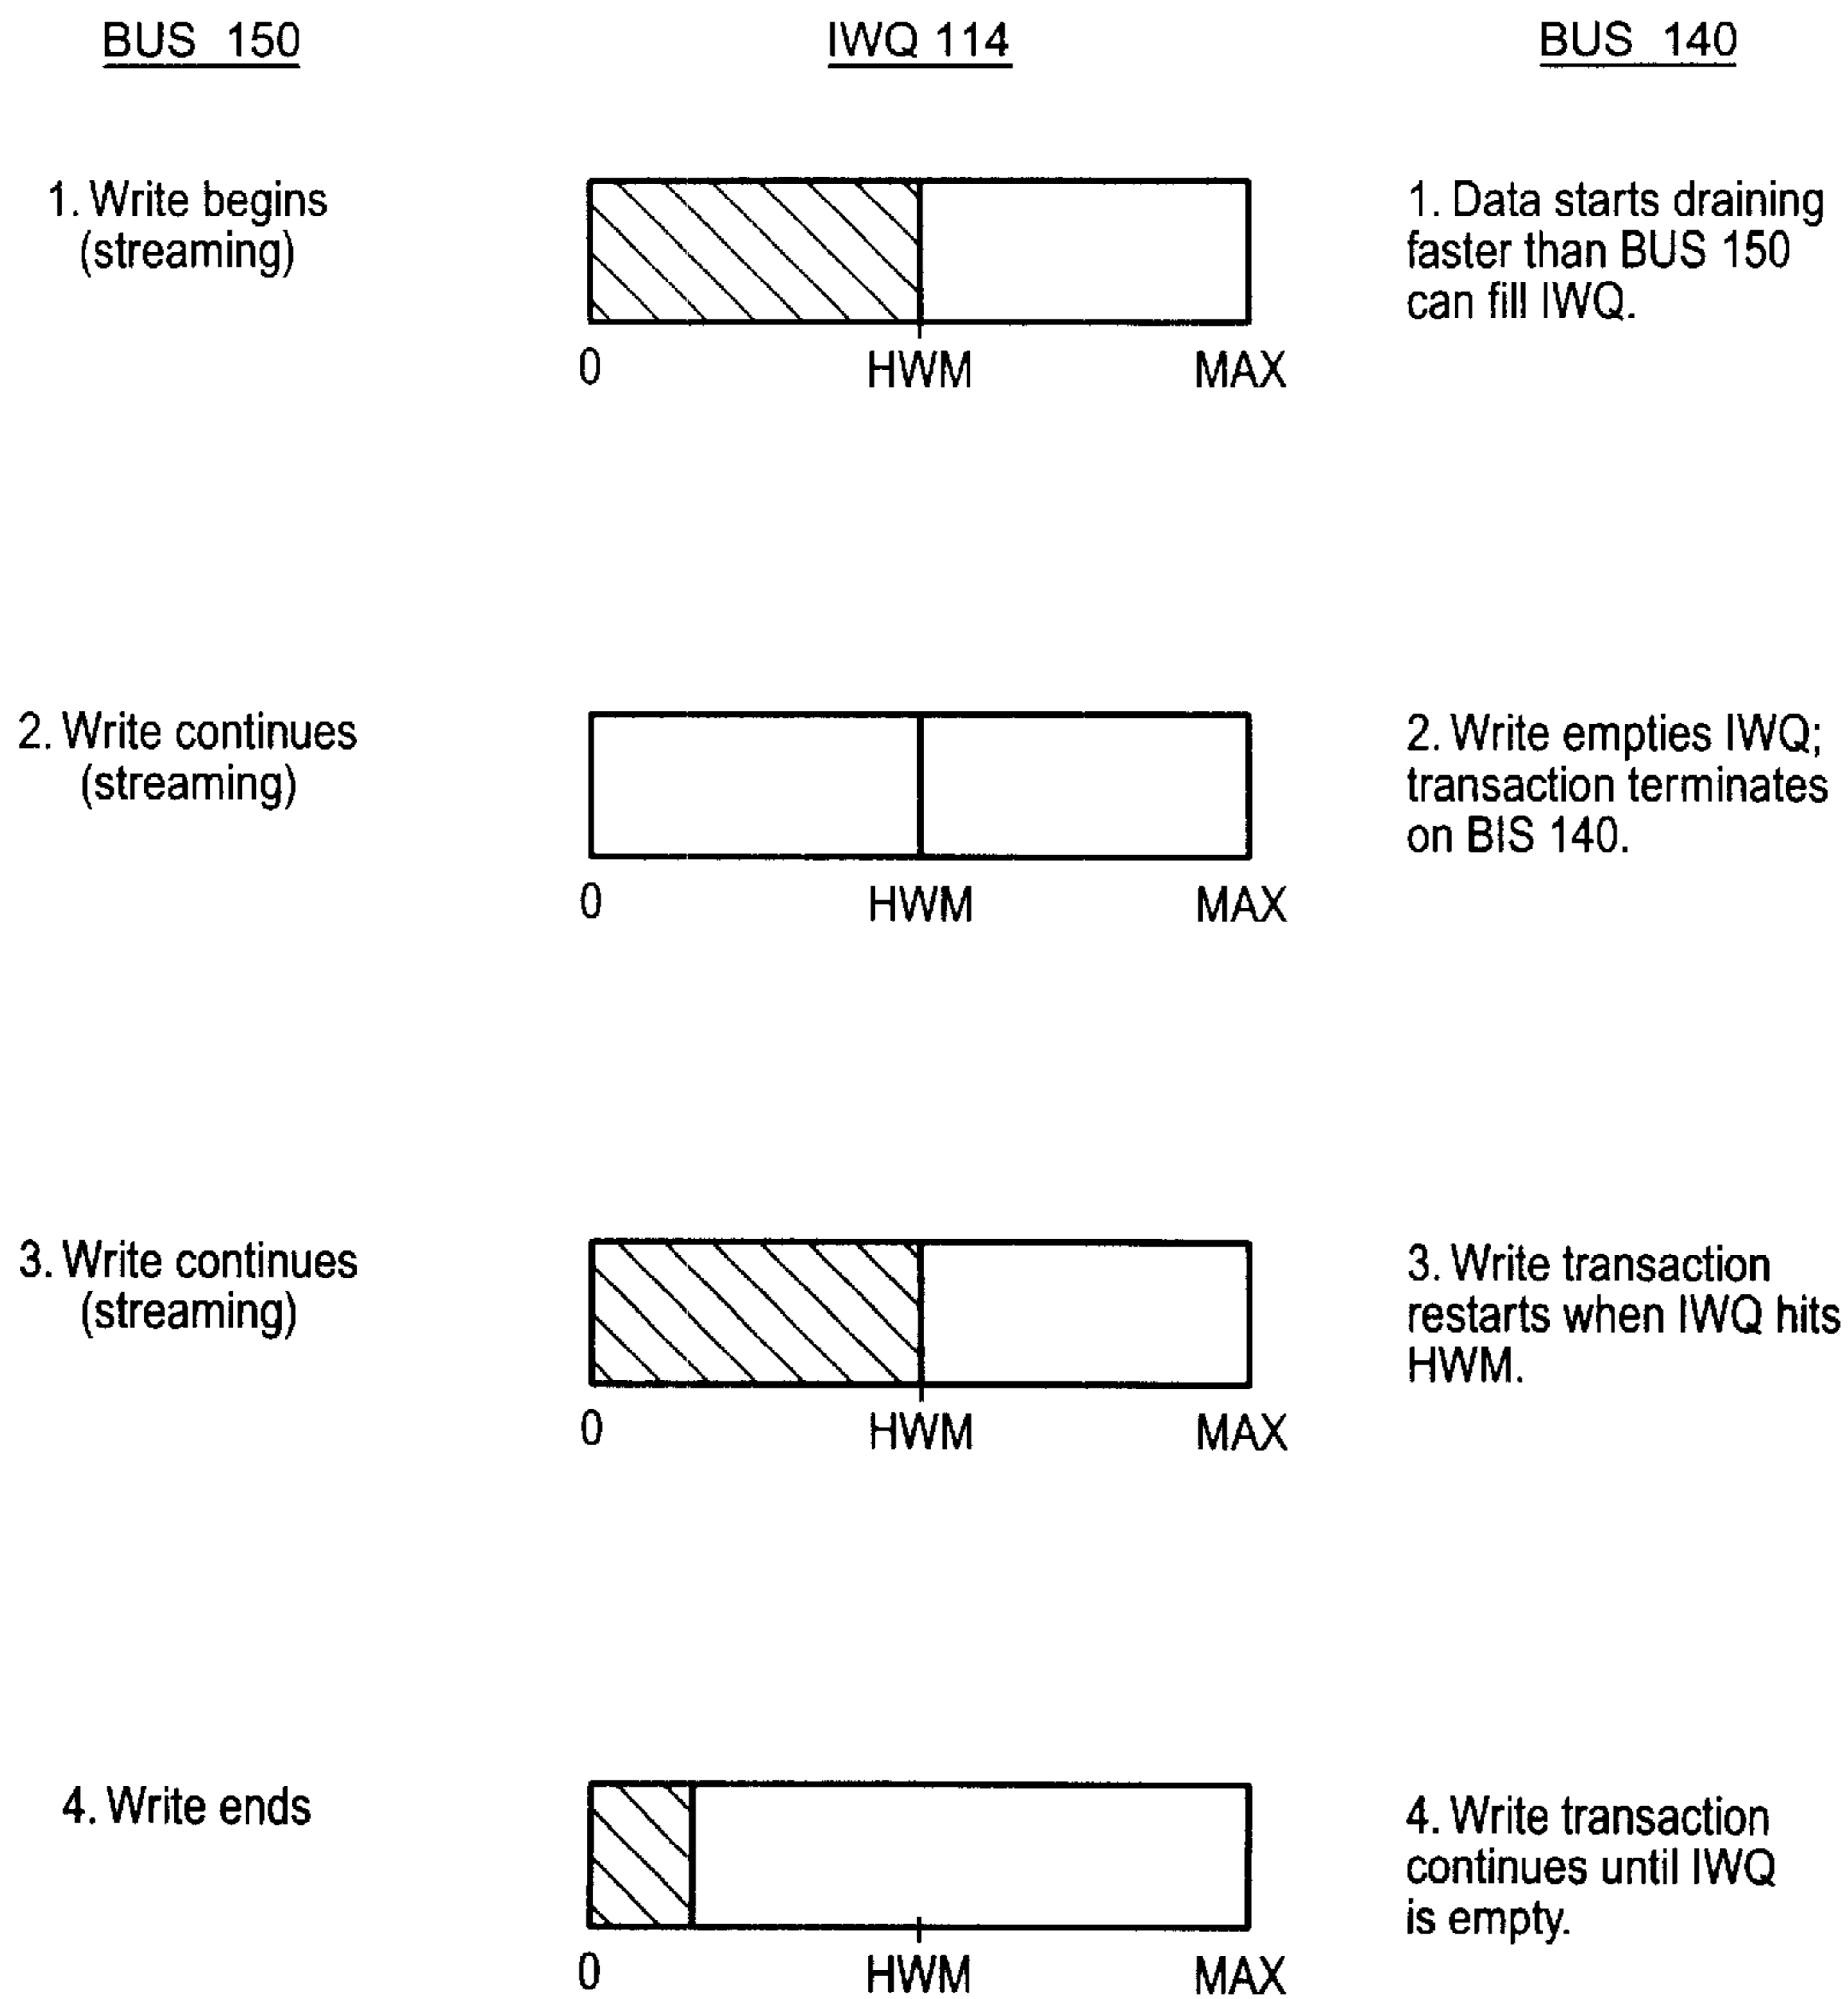 BUS 150
IWQ 114
BUS 140
1. Write begins
(streaming)
0
HWM
MAX
1. Data starts draining
faster than BUS 150
can fill IWQ.
2. Write continues
(streaming)
0
HWM
MAX
2. Write empties IWQ;
transaction terminates
on BIS 140.
3. Write continues
(streaming)
0
HWM
MAX
3. Write transaction
restarts when IWQ hits
HWM.
4. Write ends
0
HWM
MAX
4. Write transaction
continues until IWQ
is empty.